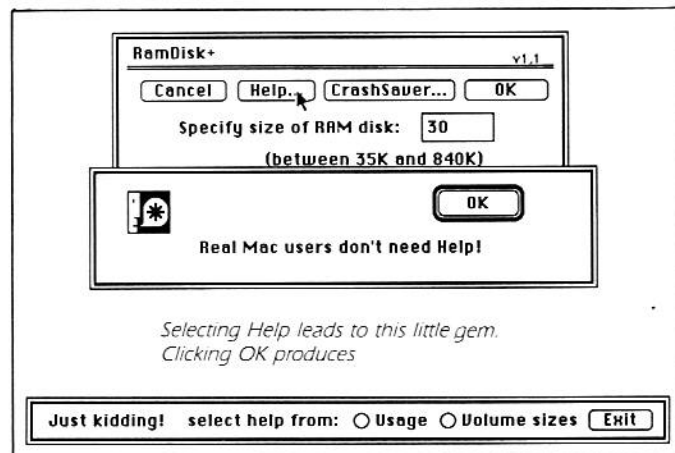 RamDisk+ v1.1
Cancel Help... CrashSaver... OK
Specify size of RAM disk: 30
(between 35K and 840K)
OK
Real Mac users don't need Help!
Selecting Help leads to this little gem.
Clicking OK produces
Just kidding! select help from: Usage Volume sizes Exit